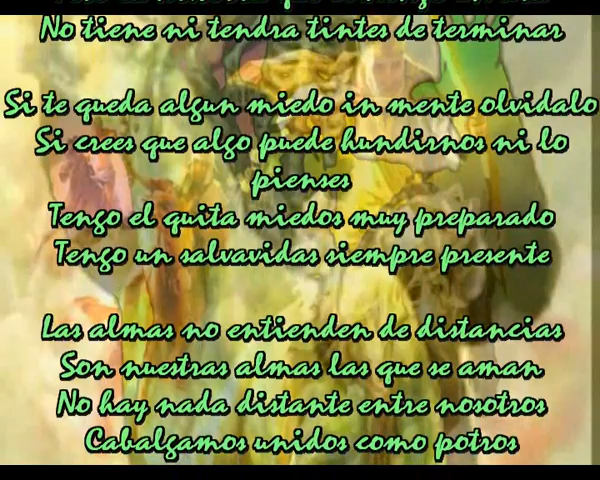 No tiene ni tendra tintes de terminar
Si te queda algun miedo in mente olvidalo
Si crees que algo puede hundirnos ni lo
pienses
Tengo el quita miedos muy preparado
Tengo un salvavidas siempre presente
Las almas no entienden de distancias
Son nuestras almas las que se aman
No hay nada distante entre nosotros
Cabalgamos unidos como potros